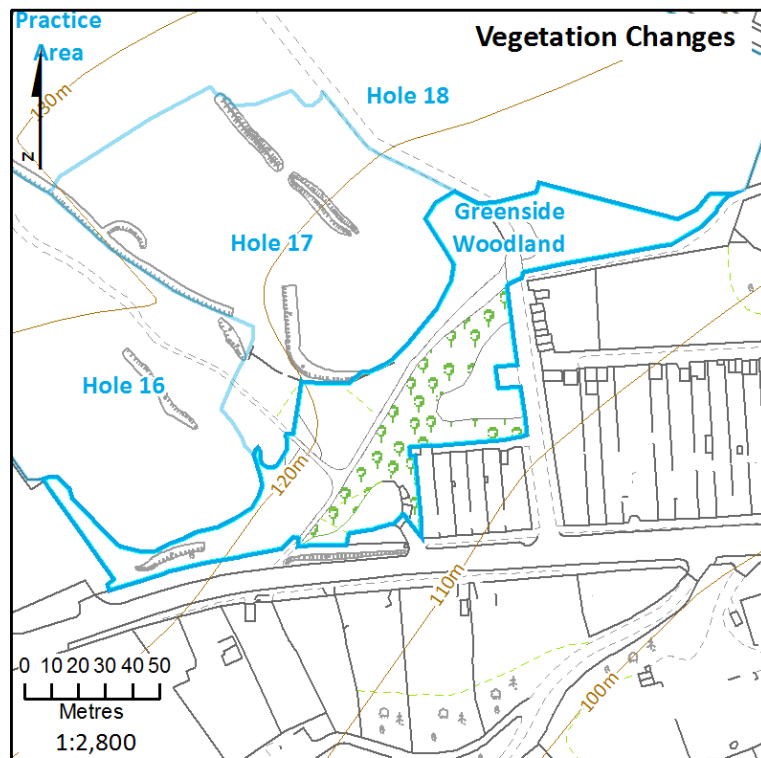 Practice
Area
Vegetation Changes
130m
Hole 18
N
Greenside
Woodland
Hole 17
Hole 16
120m
110m
100m
0 10 20 30 40 50
Metres
1:2,800